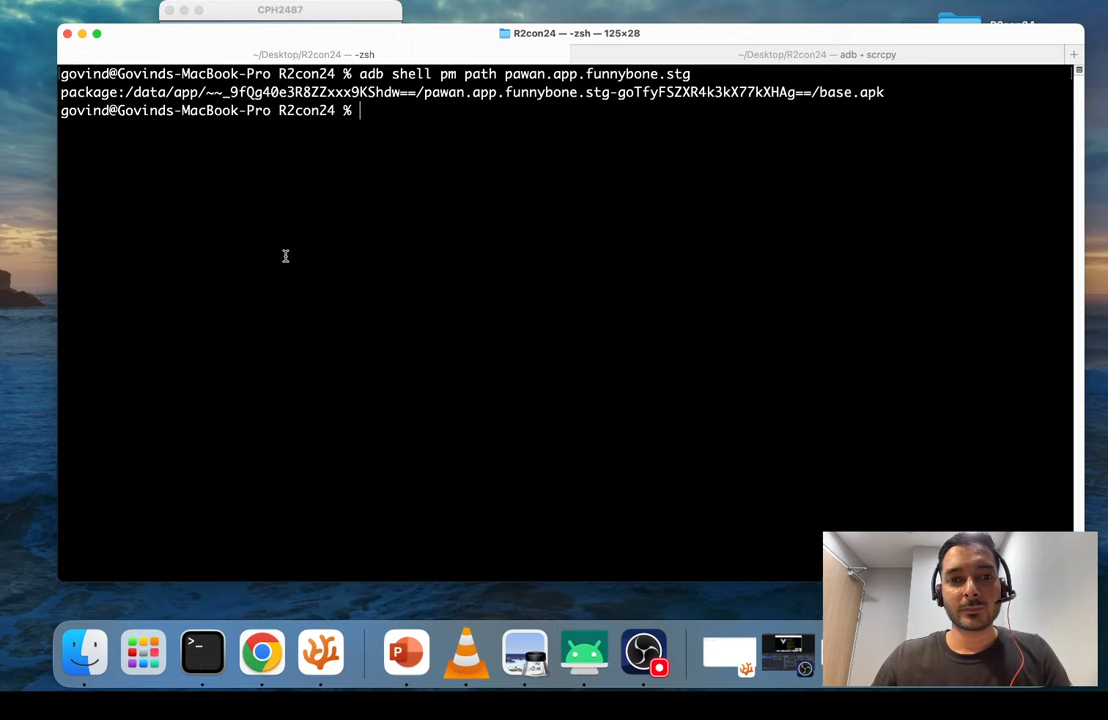 CPH2487
R2con24
R2con24 — -zsh — 125×28
~/Desktop/R2con24 — -zsh
~/Desktop/R2con24 — adb ◂ scrcpy
govind@Govinds-MacBook-Pro R2con24 % adb shell pm path pawan.app.funnybone.stg
package:/data/app/~~_9fQg40e3R8ZZxxx9KShdw==/pawan.app.funnybone.stg-goTfyFSZXR4k3kX77kXHAg==/base.apk
govind@Govinds-MacBook-Pro R2con24 %